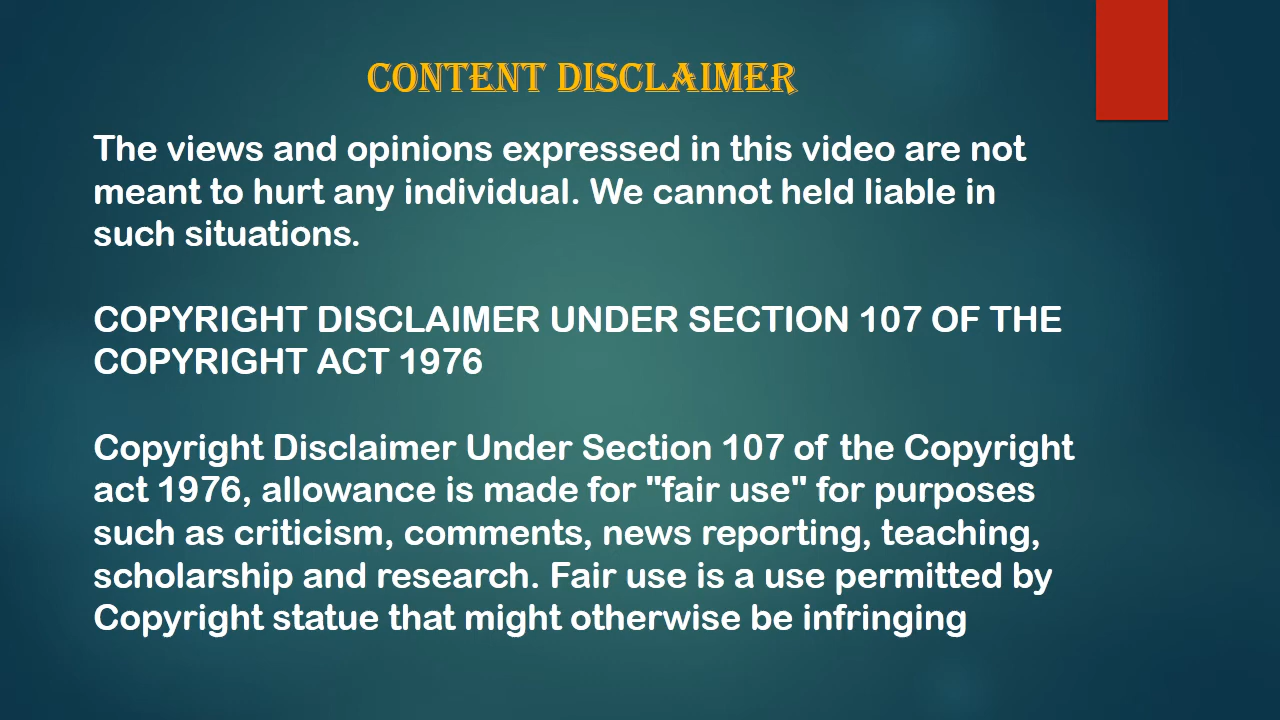 CONTENT DISCLAIMER
The views and opinions expressed in this video are not
meant to hurt any individual. We cannot held liable in
such situations.
COPYRIGHT DISCLAIMER UNDER SECTION 107 OF THE
COPYRIGHT ACT 1976
Copyright Disclaimer Under Section 107 of the Copyright
act 1976, allowance is made for "fair use" for purposes
such as criticism, comments, news reporting, teaching,
scholarship and research. Fair use is a use permitted by
Copyright statue that might otherwise be infringing